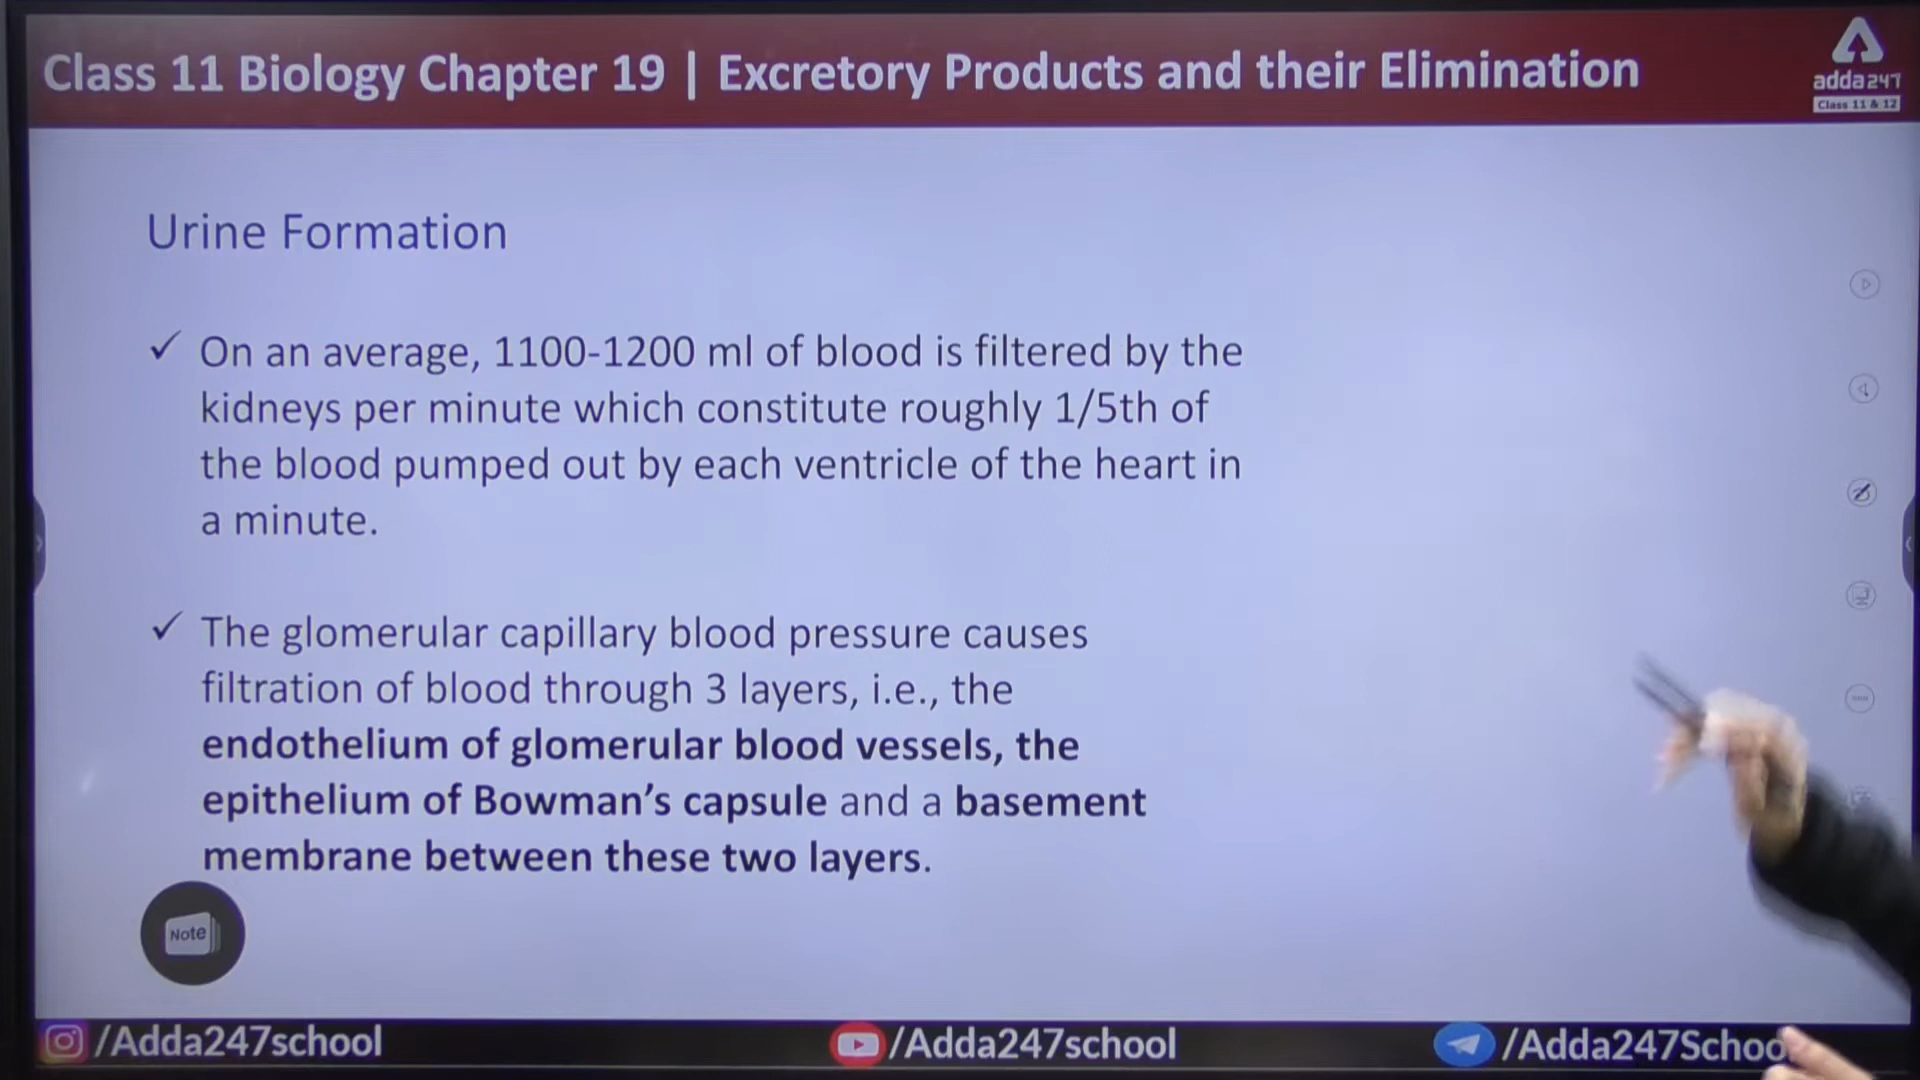 Class 11 Biology Chapter 19 | Excretory Products and their Elimination
adda247
Class 11 & 12
Urine Formation
✓ On an average, 1100-1200 ml of blood is filtered by the
kidneys per minute which constitute roughly 1/5th of
the blood pumped out by each ventricle of the heart in
a minute.
✓ The glomerular capillary blood pressure causes
filtration of blood through 3 layers, i.e., the
endothelium of glomerular blood vessels, the
epithelium of Bowman’s capsule and a basement
membrane between these two layers.
Note
/Adda247school
/Adda247school
/Adda247Schoo